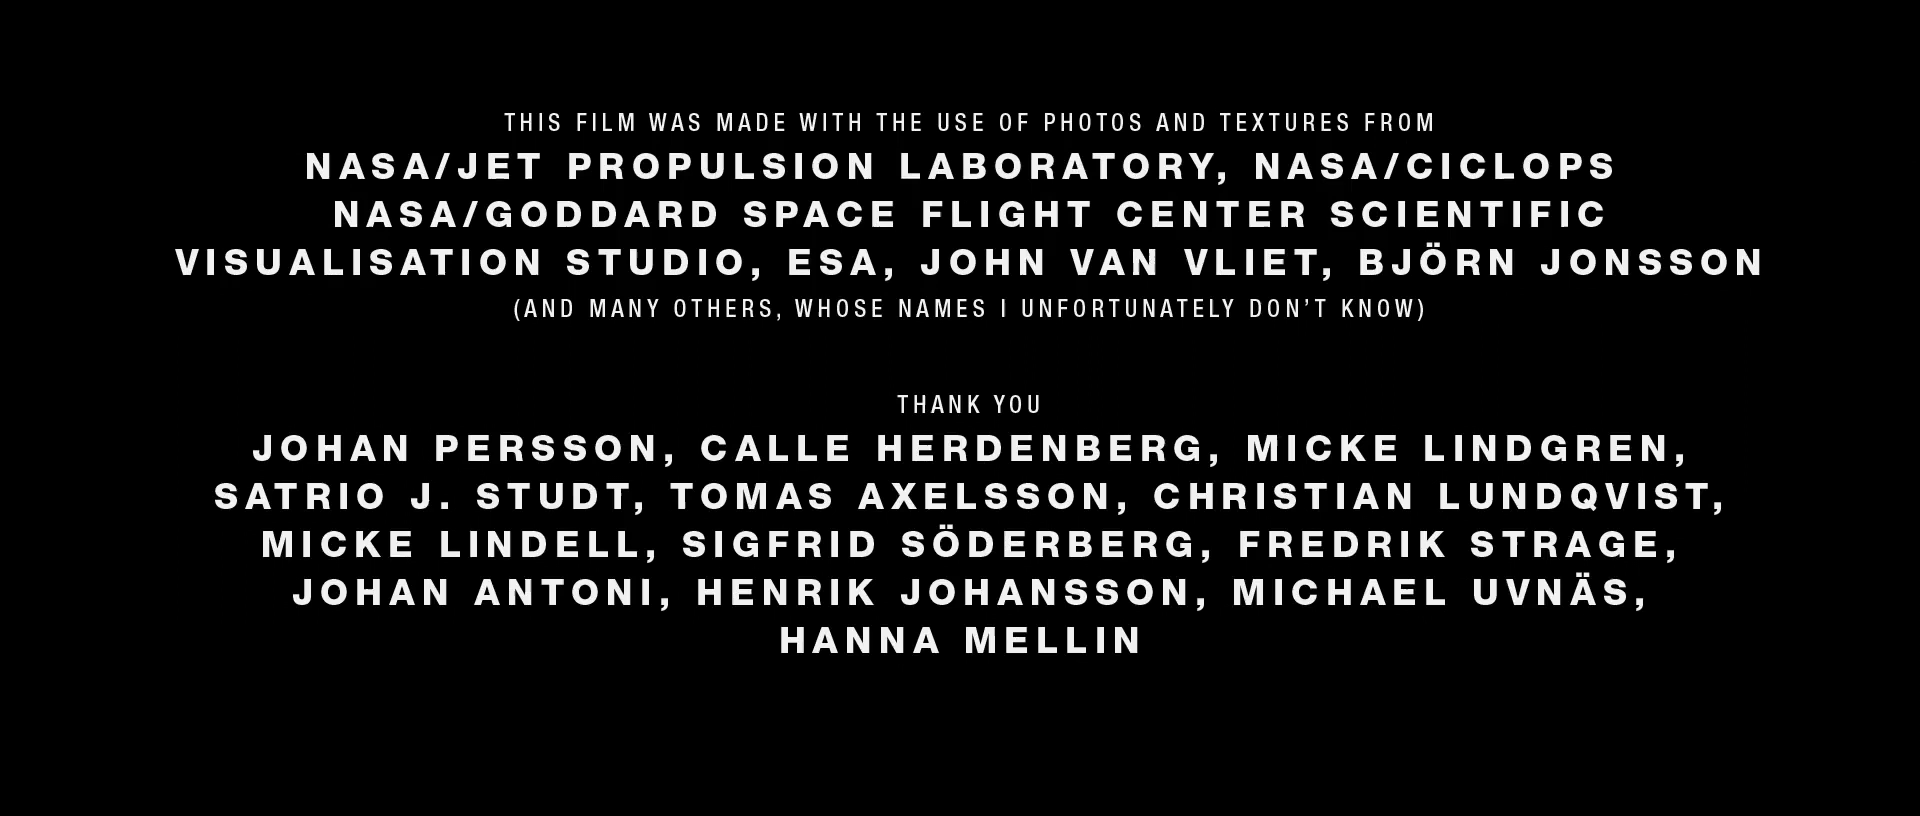 THIS FILM WAS MADE WITH THE USE OF PHOTOS AND TEXTURES FROM
NASA/JET PROPULSION LABORATORY, NASA/CICLOPS
NASA/GODDARD SPACE FLIGHT CENTER SCIENTIFIC
VISUALISATION STUDIO, ESA, JOHN VAN VLIET, BJÖRN JONSSON
(AND MANY OTHERS, WHOSE NAMES I UNFORTUNATELY DON’T KNOW)
THANK YOU
JOHAN PERSSON, CALLE HERDENBERG, MICKE LINDGREN,
SATRIO J. STUDT, TOMAS AXELSSON, CHRISTIAN LUNDQVIST,
MICKE LINDELL, SIGFRID SÖDERBERG, FREDRIK STRAGE,
JOHAN ANTONI, HENRIK JOHANSSON, MICHAEL UVNÄS,
HANNA MELLIN